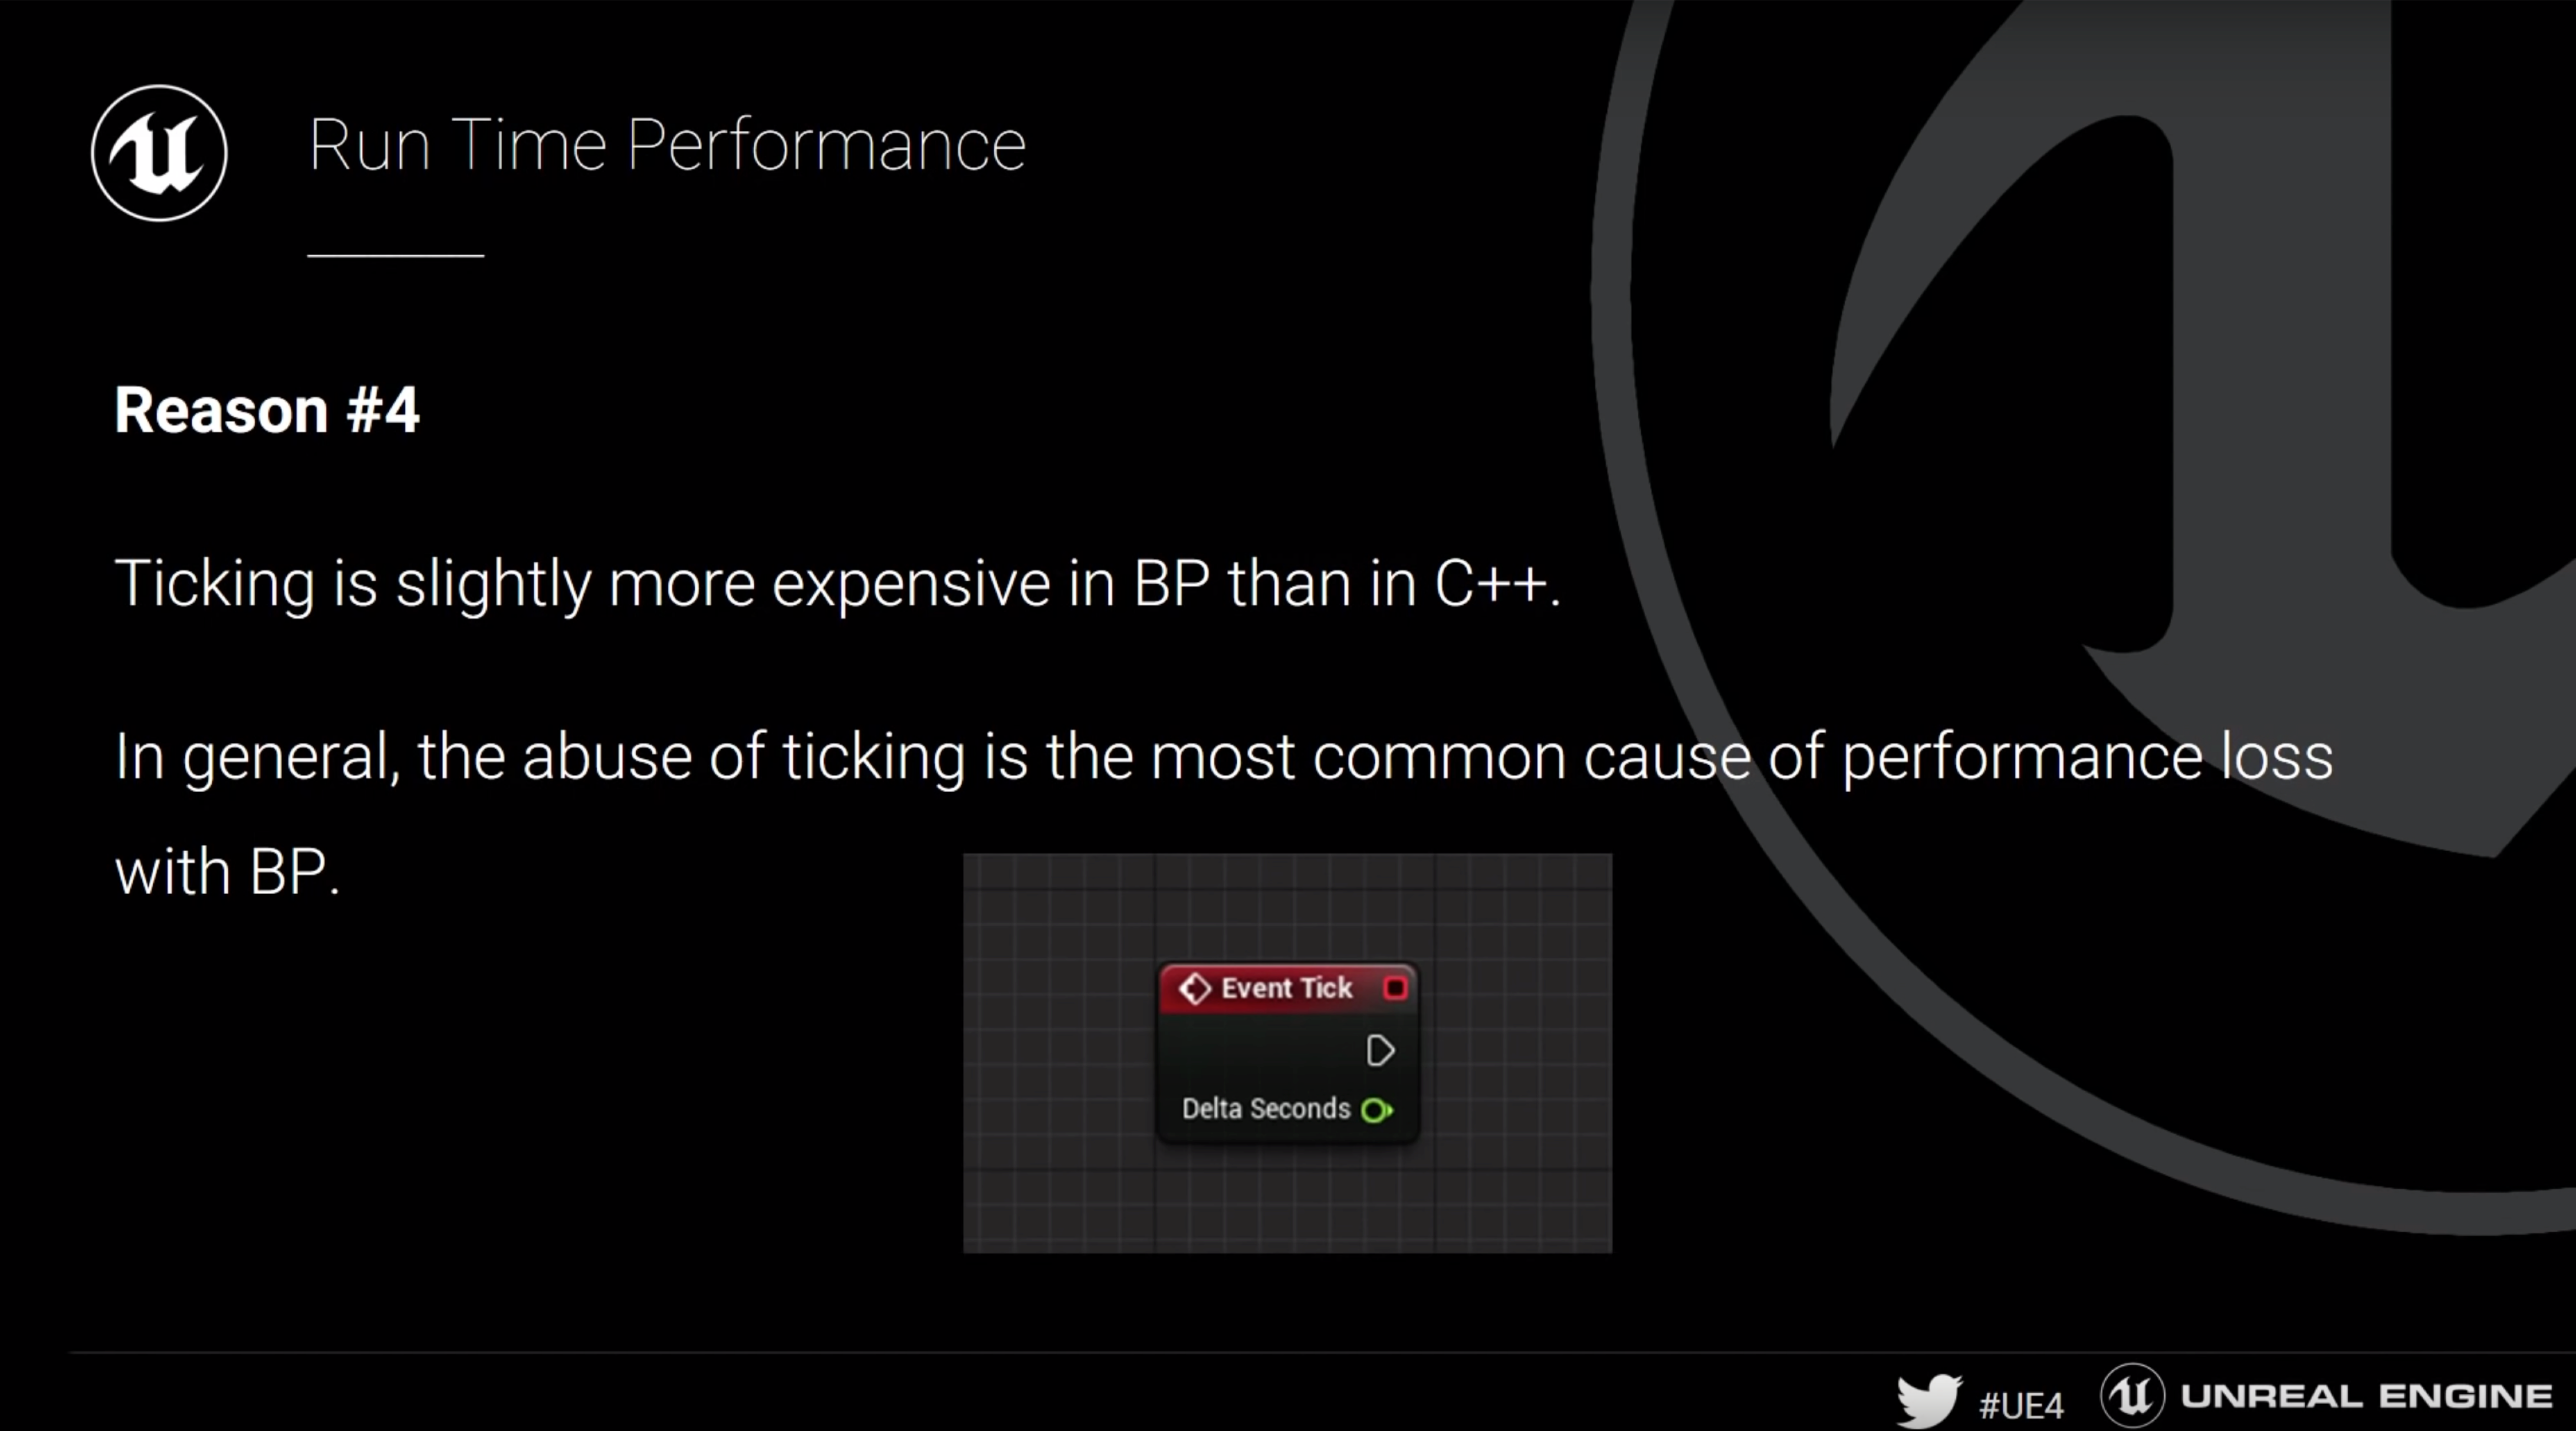 Run Time Performance
Reason #4
Ticking is slightly more expensive in BP than in C++.
In general, the abuse of ticking is the most common cause of performance loss
with BP.
Event Tick
Delta Seconds
#UE4
UNREAL ENGINE